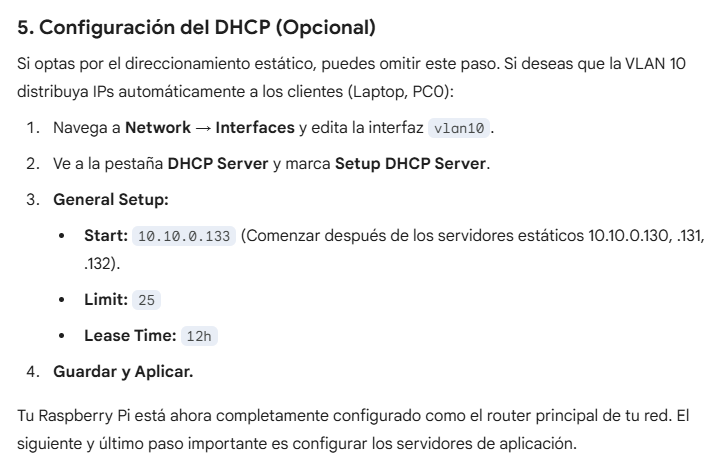 5. Configuración del DHCP (Opcional)
Si optas por el direccionamiento estático, puedes omitir este paso. Si deseas que la VLAN 10
distribuya IPs automáticamente a los clientes (Laptop, PC0):
1. Navega a Network → Interfaces y edita la interfaz vlan10.
2. Ve a la pestaña DHCP Server y marca Setup DHCP Server.
3. General Setup:
• Start: 10.10.0.133 (Comenzar después de los servidores estáticos 10.10.0.130, .131,
.132).
• Limit: 25
• Lease Time: 12h
4. Guardar y Aplicar.
Tu Raspberry Pi está ahora completamente configurado como el router principal de tu red. El
siguiente y último paso importante es configurar los servidores de aplicación.